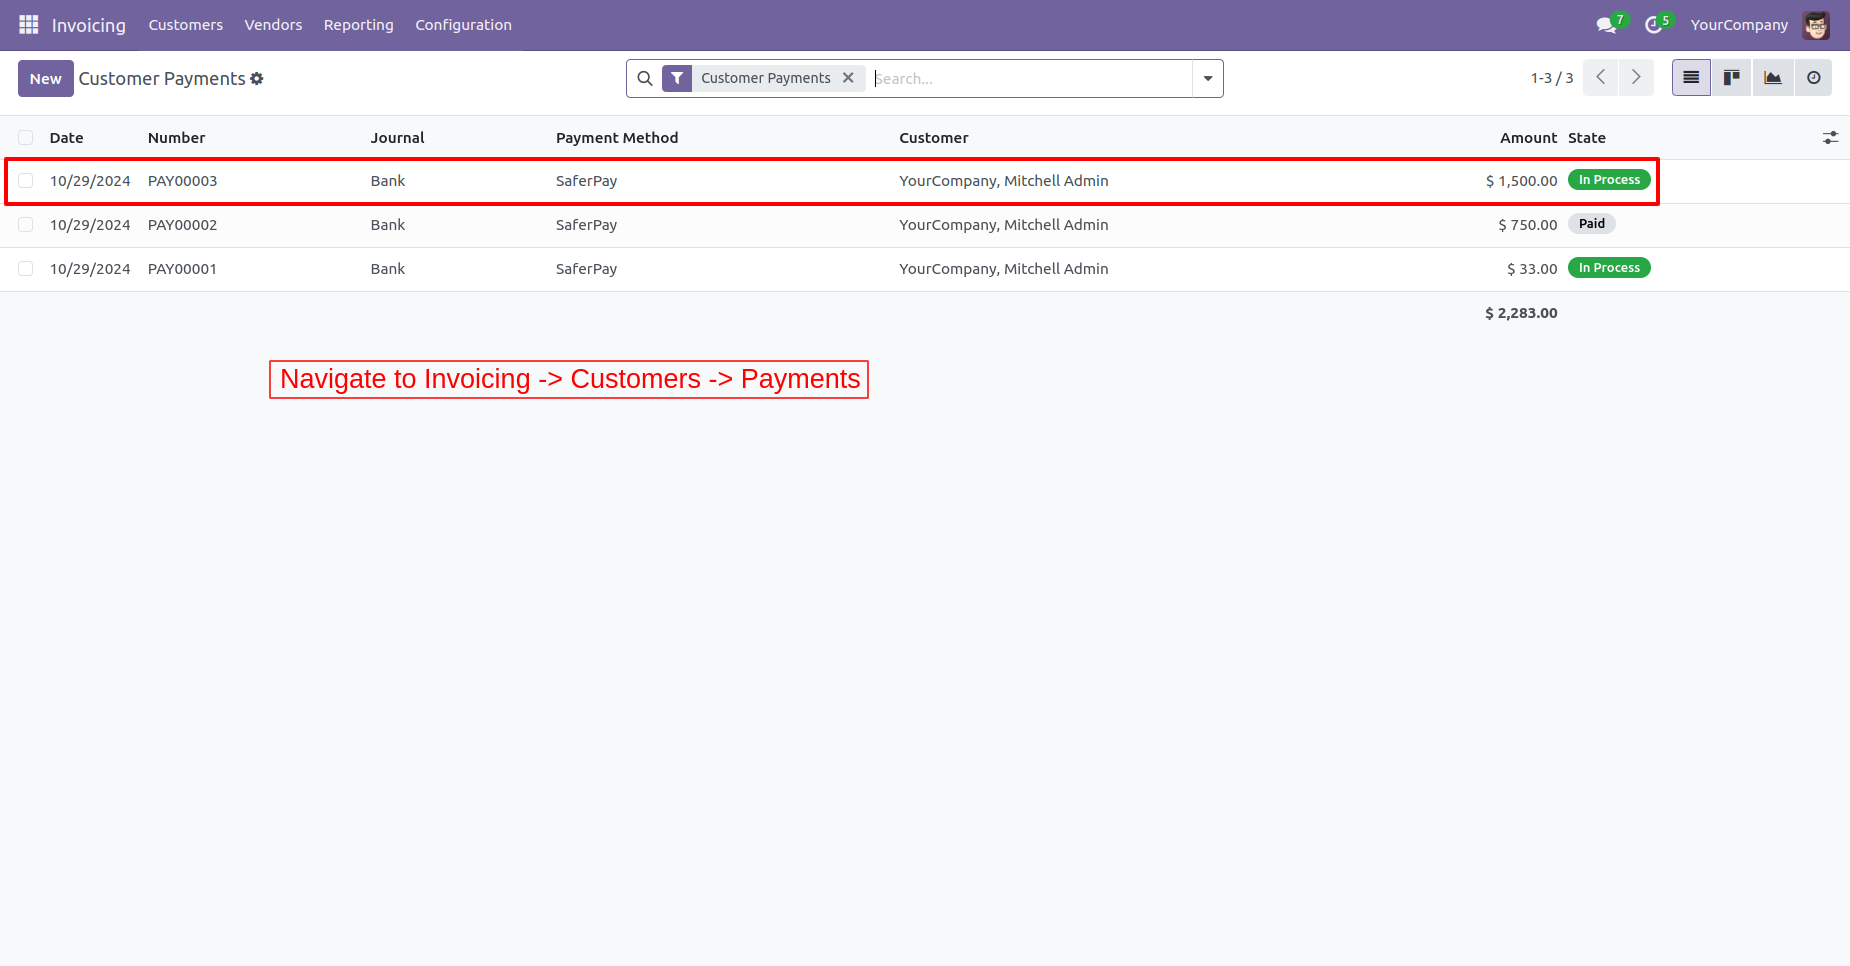 Invoicing Customers Vendors Reporting Configuration 7 5 YourCompany
New Customer Payments Customer Payments Search... 1-3 / 3
Date Number Journal Payment Method Customer Amount State
10/29/2024 PAY00003 Bank SaferPay YourCompany, Mitchell Admin $ 1,500.00 In Process
10/29/2024 PAY00002 Bank SaferPay YourCompany, Mitchell Admin $ 750.00 Paid
10/29/2024 PAY00001 Bank SaferPay YourCompany, Mitchell Admin $ 33.00 In Process
$ 2,283.00
Navigate to Invoicing -> Customers -> Payments